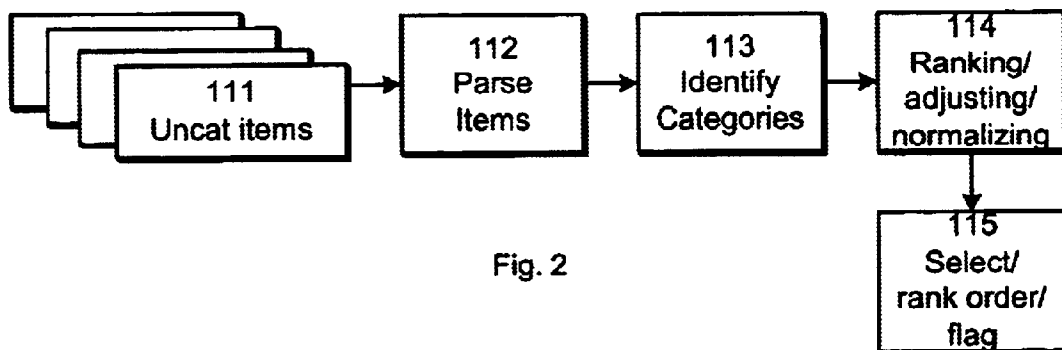 111
Uncat items
112
Parse
Items
113
Identify
Categories
114
Ranking/
adjusting/
normalizing
115
Select/
rank order/
flag
Fig. 2